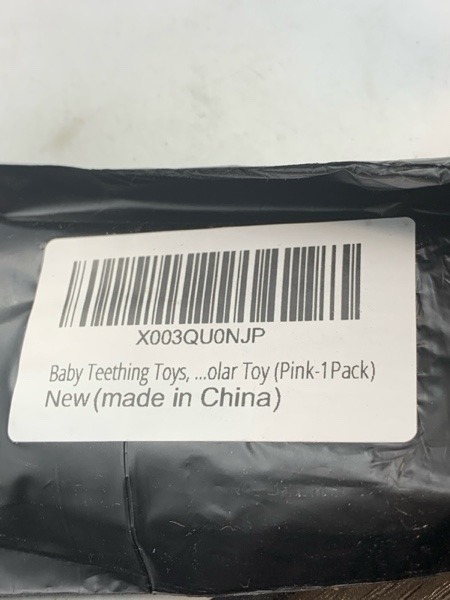 X003QU0NJP
Baby Teething Toys, ...olar Toy (Pink-1Pack)
New (made in China)